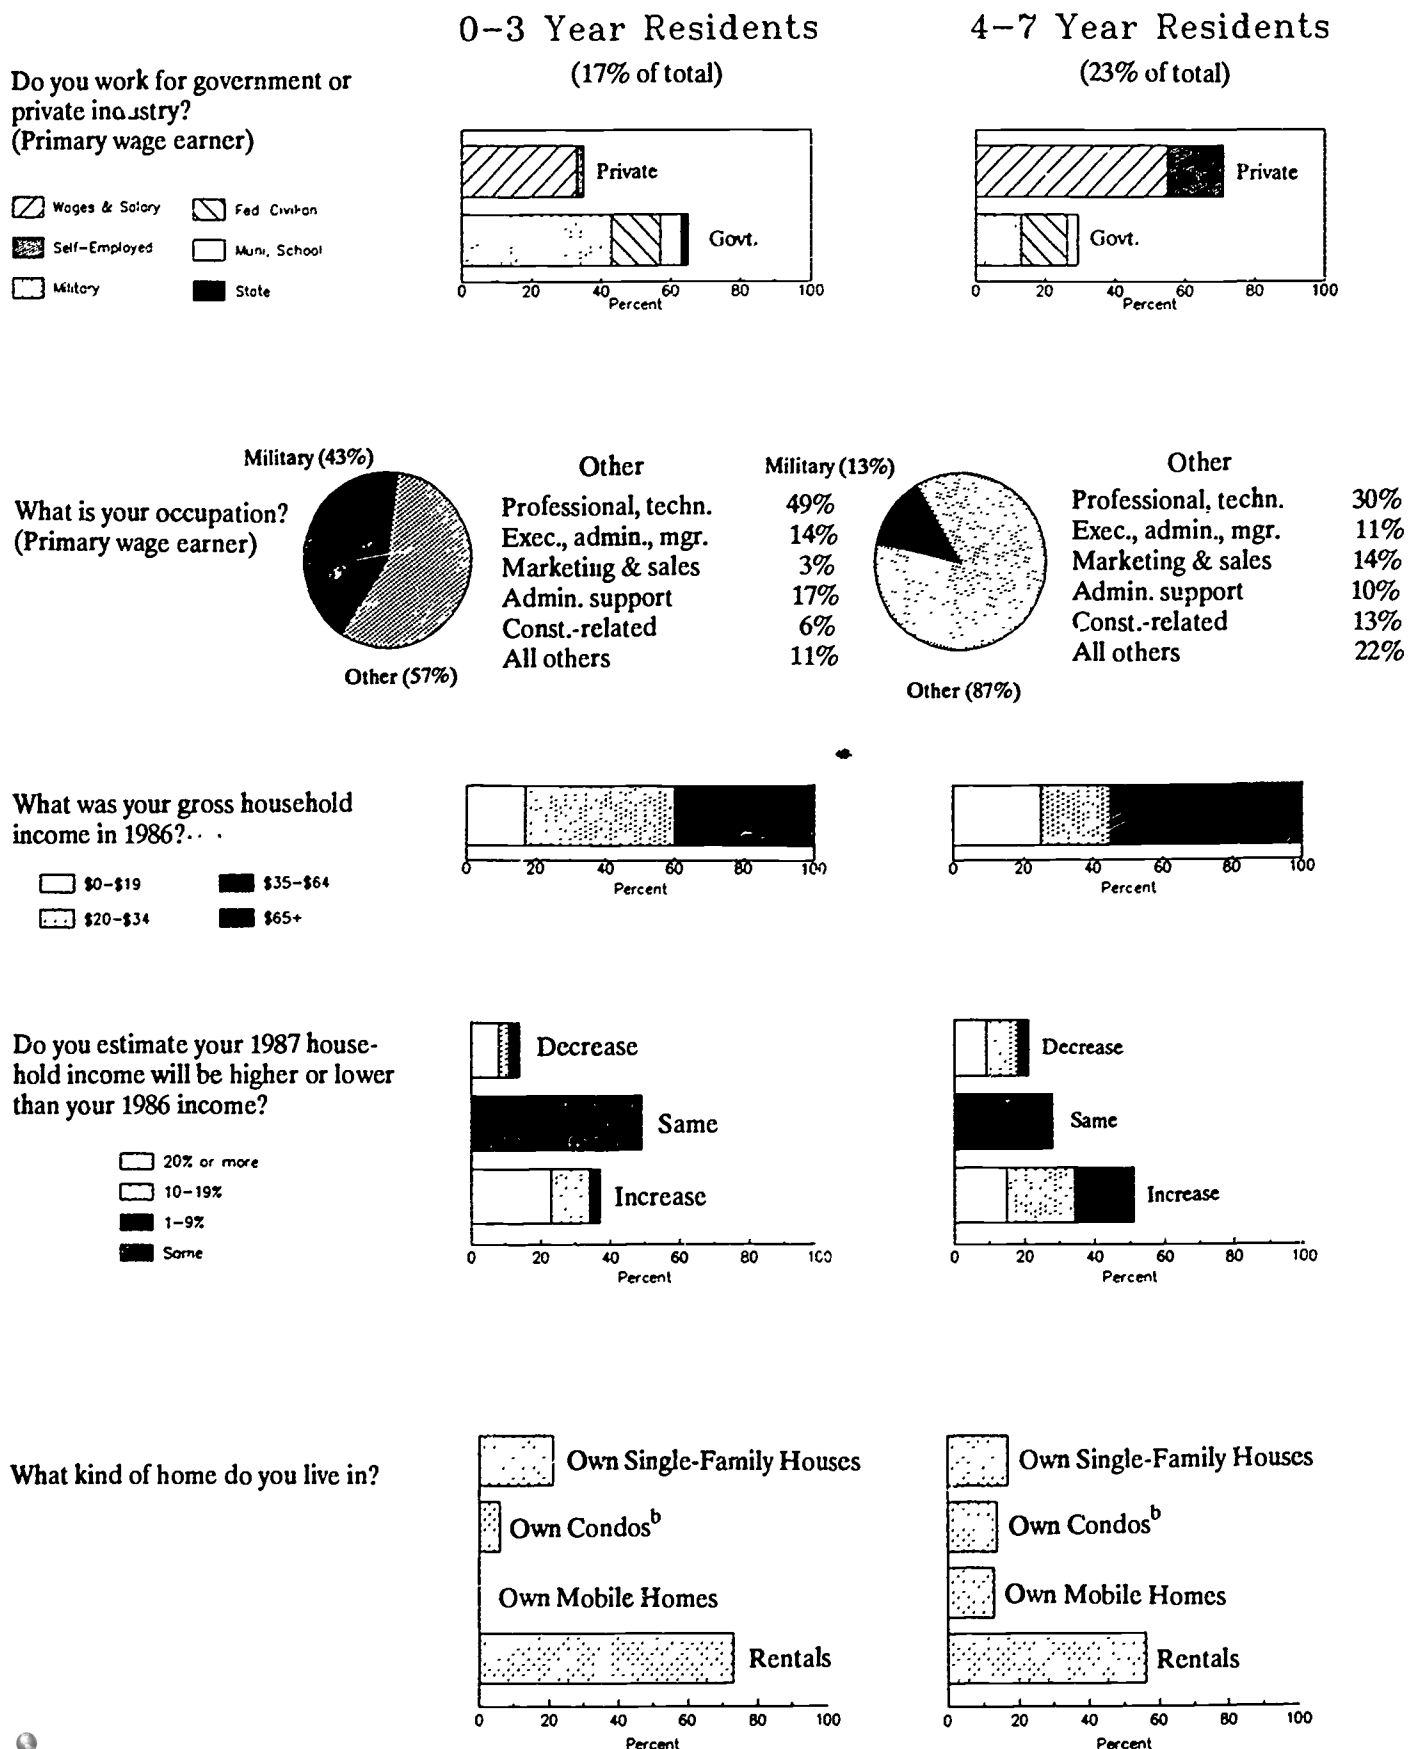 0-3 Year Residents
4-7 Year Residents
(17% of total)
(23% of total)
Do you work for government or
private
(Primary wage earner)
Wages & Salary
Fed Civilian
Self-Employed
Muni, School
Military
State
Private
Govt.
0 20 40 60 80 100
Percent
Private
Govt.
0 20 40 60 80 100
Percent
What is your occupation?
(Primary wage earner)
Military (43%)
Other (57%)
Other
Professional, techn. 49%
Exec., admin., mgr. 14%
Marketing & sales 3%
Admin. support 17%
Const.-related 6%
All others 11%
Military (13%)
Other (87%)
Other
Professional, techn. 30%
Exec., admin., mgr. 11%
Marketing & sales 14%
Admin. support 10%
Const.-related 13%
All others 22%
What was your gross household
income in 1986?
$0-$19
$35-$64
$20-$34
$65+
0 20 40 60 80 100
Percent
0 20 40 60 80 100
Percent
Do you estimate your 1987 house-
hold income will be higher or lower
than your 1986 income?
20% or more
10-19%
1-9%
Same
Decrease
Same
Increase
0 20 40 60 80 100
Percent
Decrease
Same
Increase
0 20 40 60 80 100
Percent
What kind of home do you live in?
Own Single-Family Houses
Own Condosb
Own Mobile Homes
Rentals
0 20 40 60 80 100
Percent
Own Single-Family Houses
Own Condosb
Own Mobile Homes
Rentals
0 20 40 60 80 100
Percent